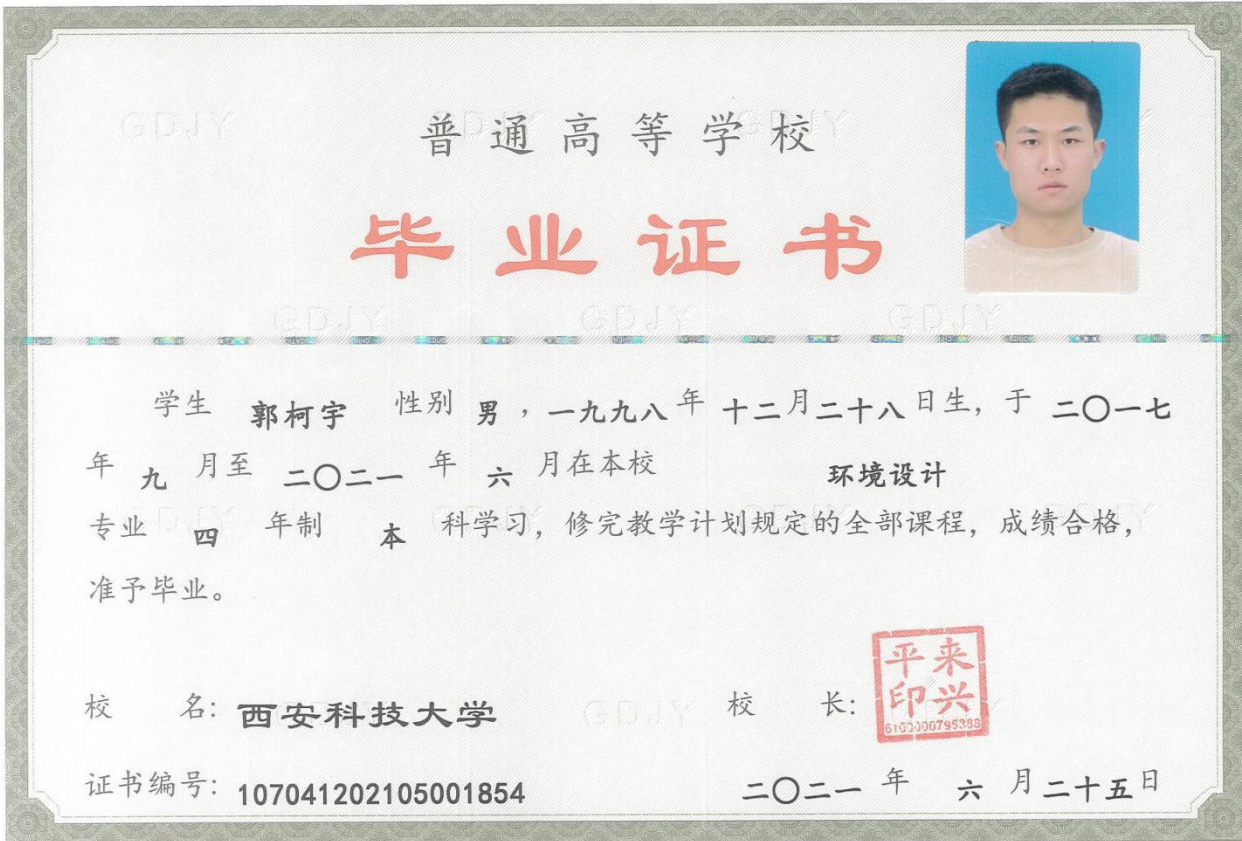 普通高等学校
毕业证书
GDJY GDJY GDJY
学生 郭柯宇 性别 男，一九九八年 十二月二十八日生，于 二〇一七
年 九 月至 二〇二一 年 六 月在本校 环境设计
专业 四 年制 本 科学习，修完教学计划规定的全部课程，成绩合格，
准予毕业。
校 名：西安科技大学 校 长：
来兴平印
6100000795388
证书编号：107041202105001854 二〇二一 年 六 月二十五日